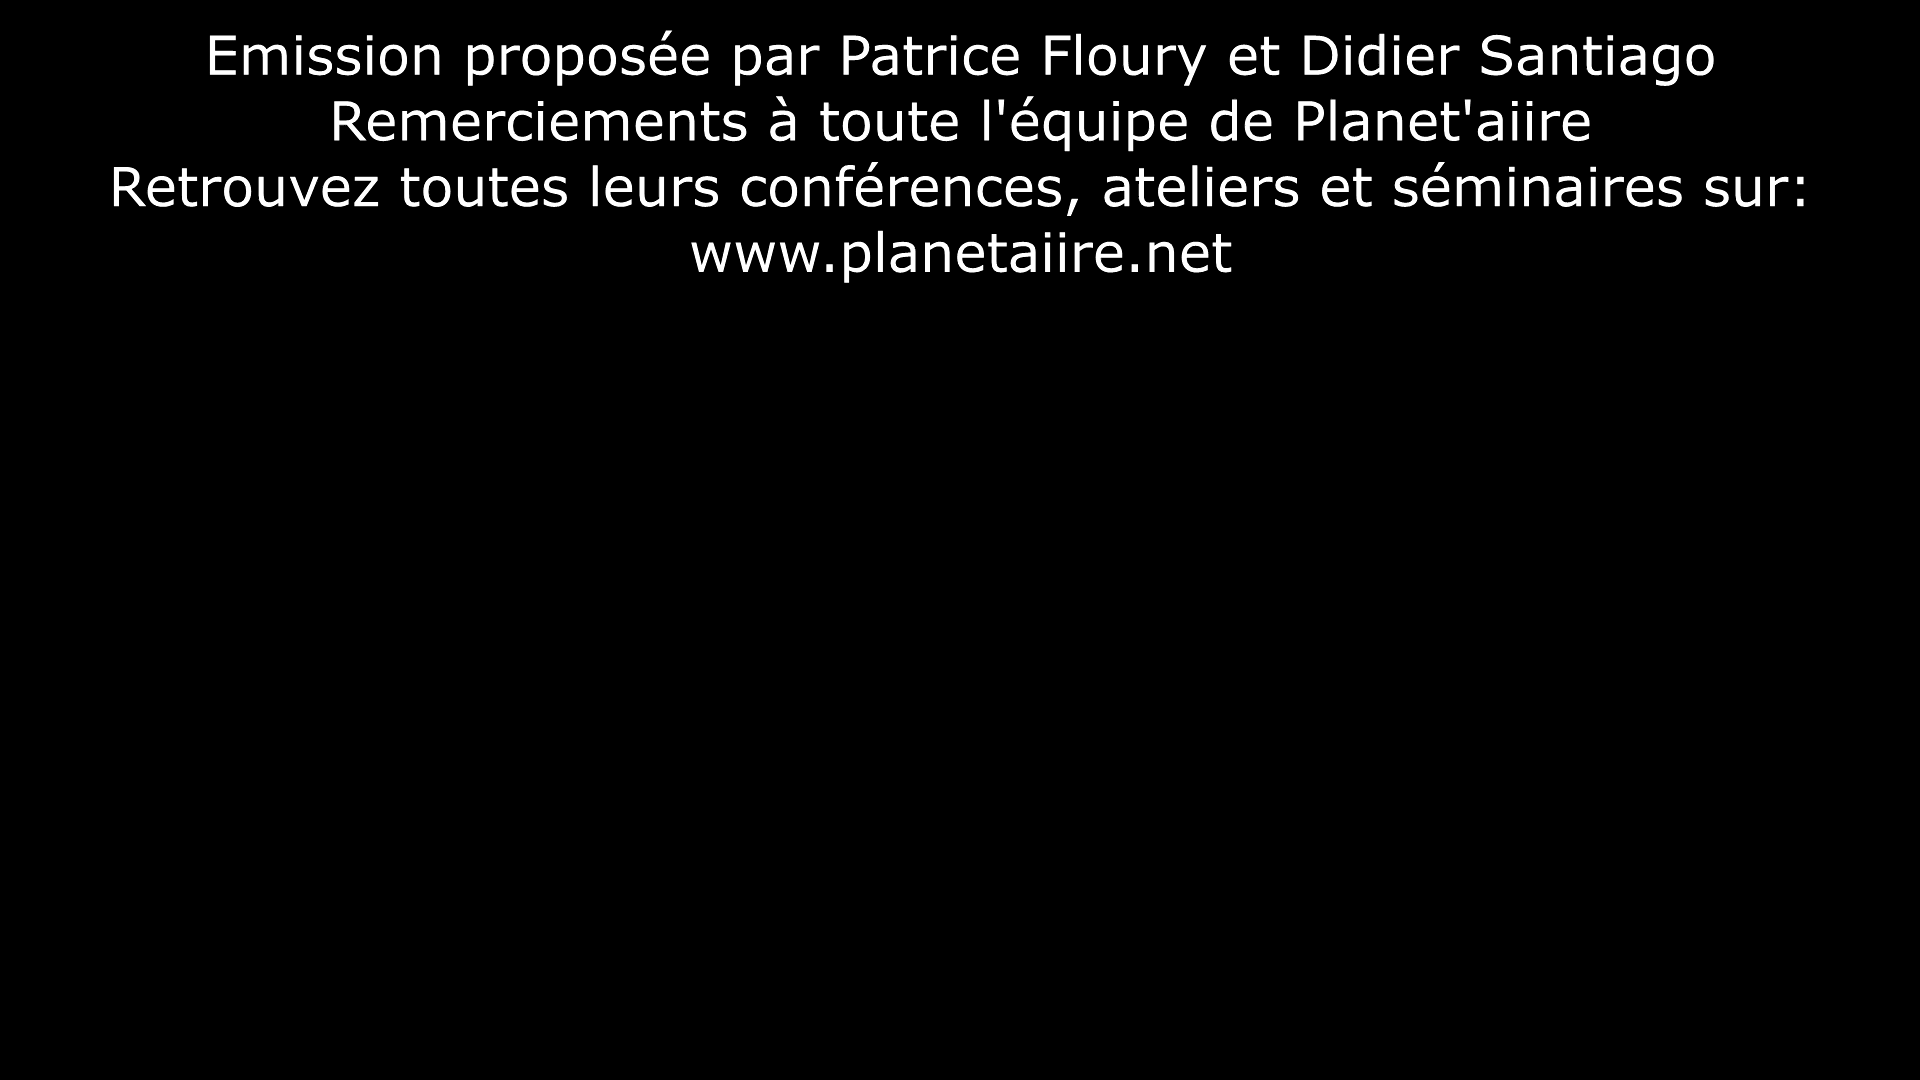 Emission proposée par Patrice Floury et Didier Santiago
Remerciements à toute l'équipe de Planet'aiire
Retrouvez toutes leurs conférences, ateliers et séminaires sur:
www.planetaiire.net